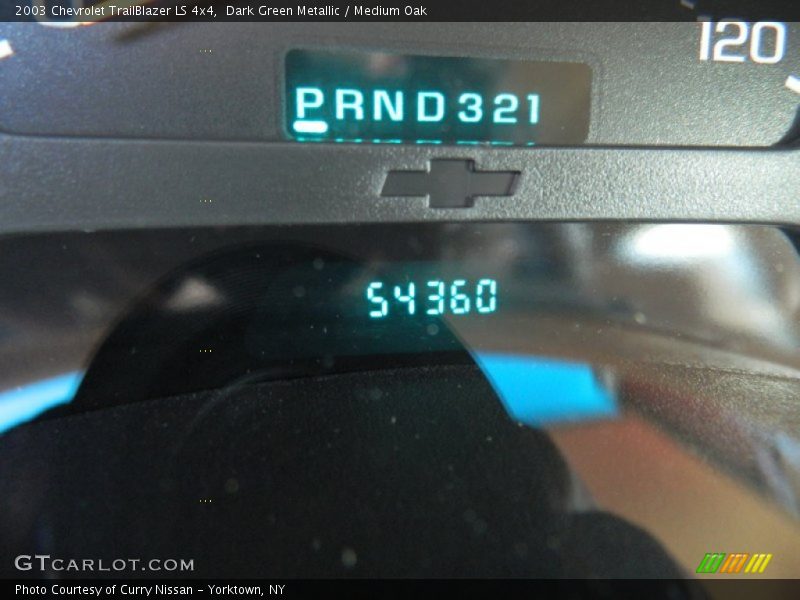 2003 Chevrolet TrailBlazer LS 4x4, Dark Green Metallic / Medium Oak
120
PRND321
54360
GTCARLOT.COM
Photo Courtesy of Curry Nissan - Yorktown, NY